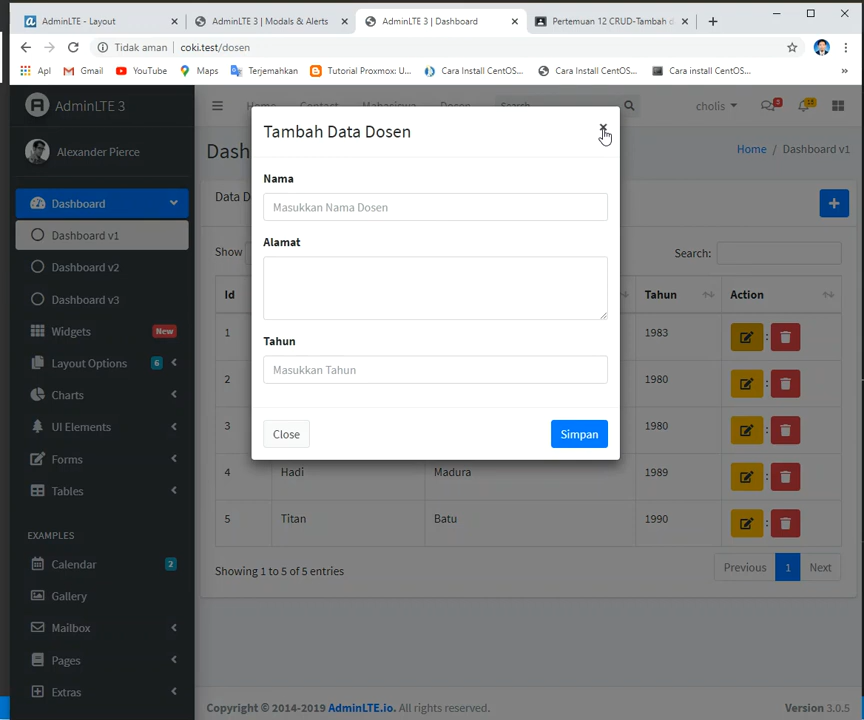 AdminLTE - Layout
AdminLTE 3 | Modals & Alerts
AdminLTE 3 | Dashboard
Pertemuan 12 CRUD-Tambah d
Tidak aman | coki.test/dosen
Apl
Gmail
YouTube
Maps
Terjemahkan
Tutorial Proxmox: U...
Cara Install CentOS...
Cara Install CentOS...
Cara install CentOS...
AdminLTE 3
Home
Contact
Mahasiswa
Dosen
Search
cholis
Alexander Pierce
Dash
Home / Dashboard v1
Tambah Data Dosen
×
Nama
Masukkan Nama Dosen
Alamat
Tahun
Masukkan Tahun
Close
Simpan
Dashboard
Dashboard v1
Dashboard v2
Dashboard v3
Widgets New
Layout Options 6
Charts
UI Elements
Forms
Tables
EXAMPLES
Calendar 2
Gallery
Mailbox
Pages
Extras
Data D
Show
Search:
Id Tahun Action
1 1983 :
2 1980 :
3 1980 :
4 Hadi Madura 1989 :
5 Titan Batu 1990 :
Showing 1 to 5 of 5 entries
Previous 1 Next
Copyright © 2014-2019 AdminLTE.io. All rights reserved.
Version 3.0.5